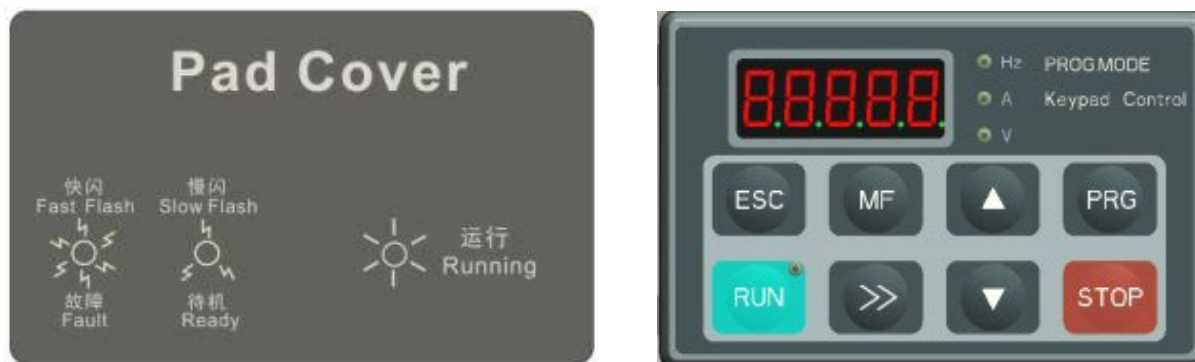 Pad Cover
快闪
Fast Flash
慢闪
Slow Flash
故障
Fault
待机
Ready
运行
Running
88888
Hz PROG MODE
A Keypad Control
V
ESC MF ▲ PRG
RUN >> ▼ STOP